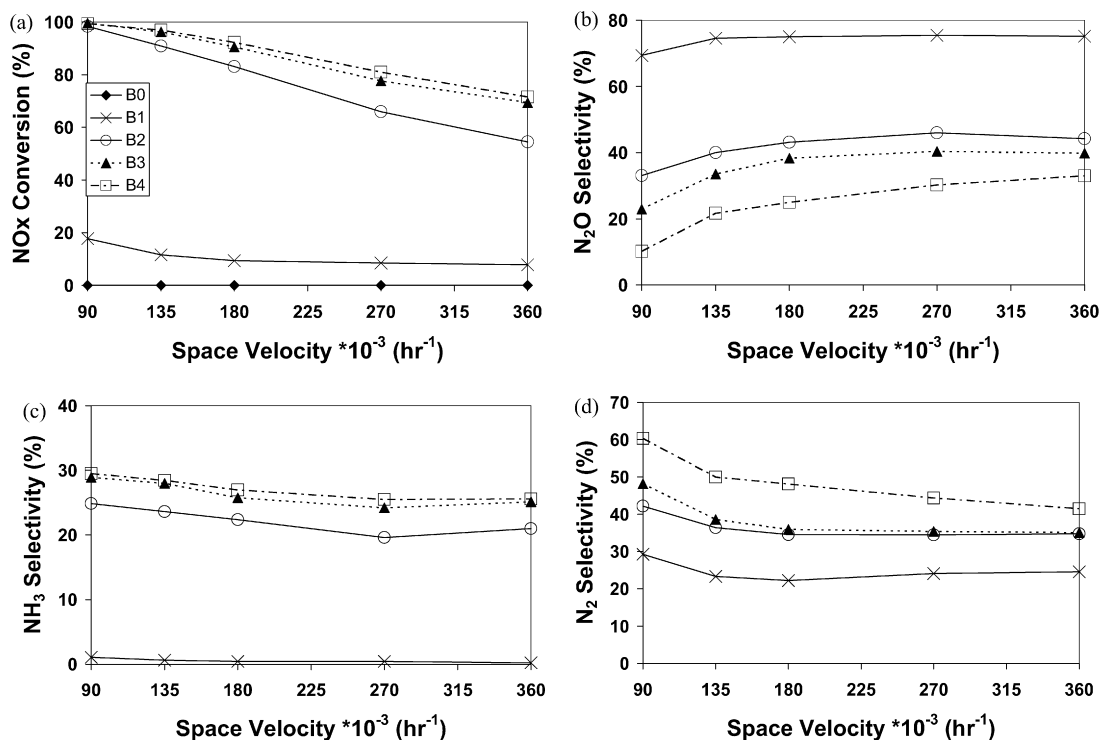 (a)
NOx Conversion (%)
100
80
60
40
20
0
B0
B1
B2
B3
B4
90 135 180 225 270 315 360
Space Velocity *10⁻³ (hr⁻¹)
(b)
N₂O Selectivity (%)
80
60
40
20
0
90 135 180 225 270 315 360
Space Velocity *10⁻³ (hr⁻¹)
(c)
NH₃ Selectivity (%)
40
30
20
10
0
90 135 180 225 270 315 360
Space Velocity *10⁻³ (hr⁻¹)
(d)
N₂ Selectivity (%)
70
60
50
40
30
20
10
0
90 135 180 225 270 315 360
Space Velocity *10⁻³ (hr⁻¹)